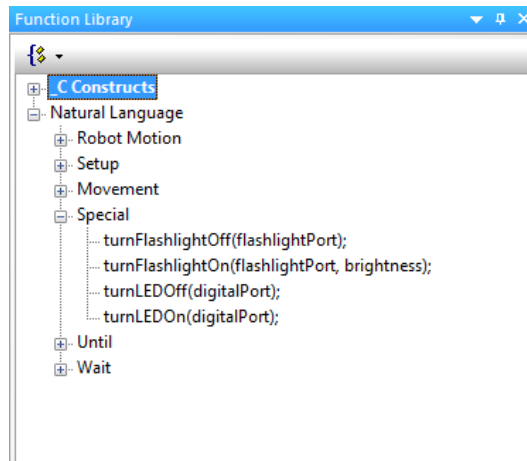 Function Library
_C Constructs
Natural Language
Robot Motion
Setup
Movement
Special
turnFlashlightOff(flashlightPort);
turnFlashlightOn(flashlightPort, brightness);
turnLEDOff(digitalPort);
turnLEDOn(digitalPort);
Until
Wait